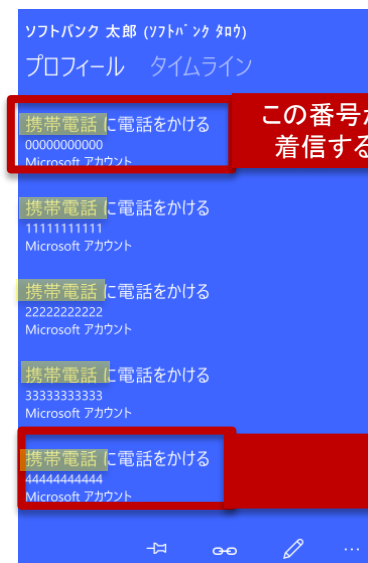 ソフトバンク 太郎 (ソフトバンク タロウ)
プロフィール タイムライン
携帯電話 に電話をかける
00000000000
Microsoft アカウント
この番号が
着信する
携帯電話 に電話をかける
11111111111
Microsoft アカウント
携帯電話 に電話をかける
22222222222
Microsoft アカウント
携帯電話 に電話をかける
33333333333
Microsoft アカウント
携帯電話 に電話をかける
44444444444
Microsoft アカウント